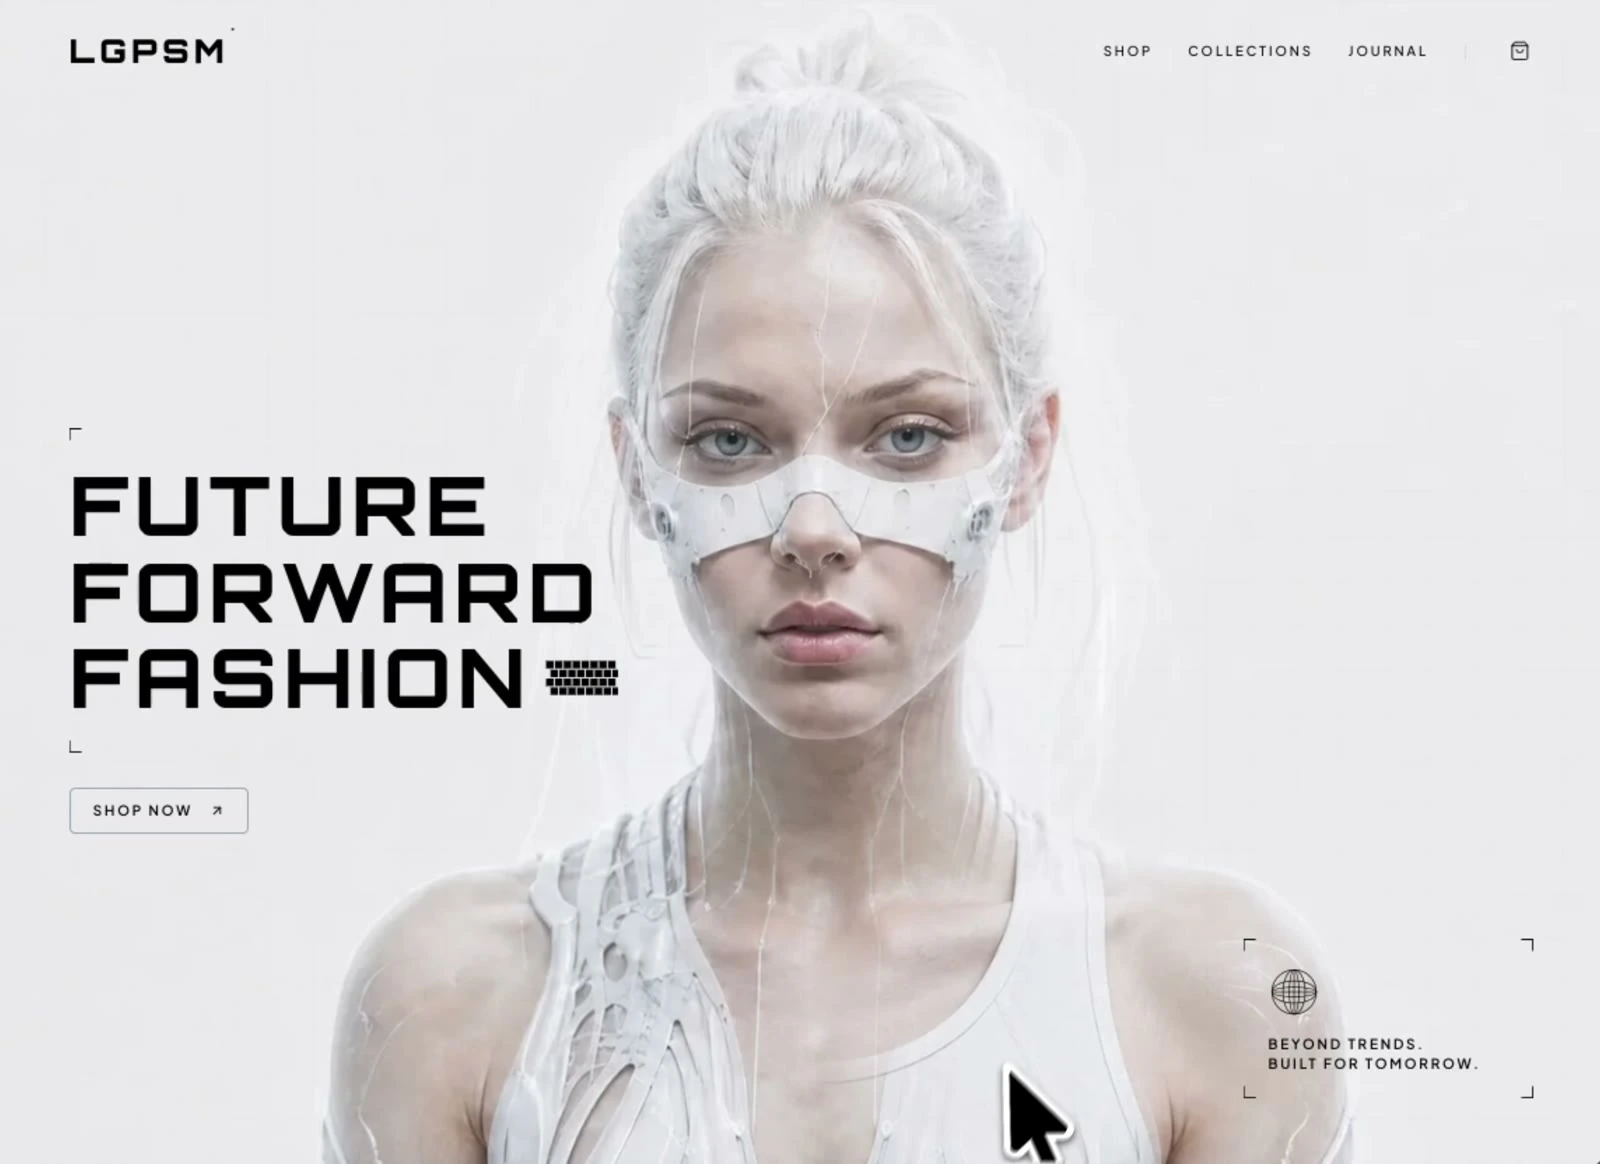 LGPSM
SHOP COLLECTIONS JOURNAL
FUTURE
FORWARD
FASHION
SHOP NOW
BEYOND TRENDS.
BUILT FOR TOMORROW.